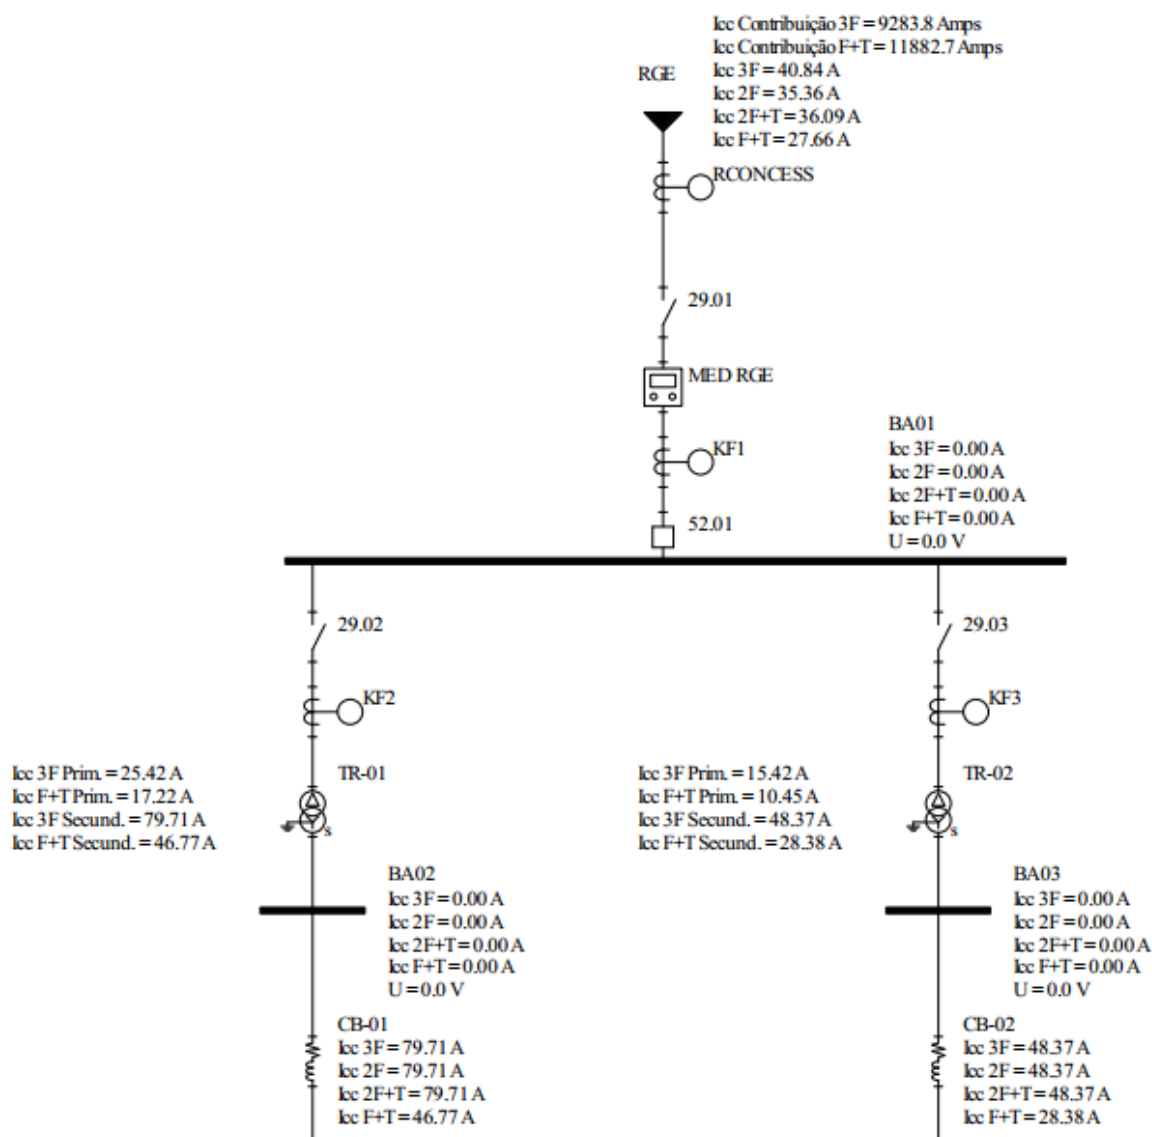 Icc Contribuição 3F = 9283.8 Amps
Icc Contribuição F+T = 11882.7 Amps
RGE
Icc 3F = 40.84 A
Icc 2F = 35.36 A
Icc 2F+T = 36.09 A
Icc F+T = 27.66 A
RCONCESS
29.01
MED RGE
KF1
52.01
BA01
Icc 3F = 0.00 A
Icc 2F = 0.00 A
Icc 2F+T = 0.00 A
Icc F+T = 0.00 A
U = 0.0 V
29.02
29.03
KF2
KF3
Icc 3F Prim. = 25.42 A
Icc F+T Prim. = 17.22 A
Icc 3F Secund. = 79.71 A
Icc F+T Secund. = 46.77 A
TR-01
s
Icc 3F Prim. = 15.42 A
Icc F+T Prim. = 10.45 A
Icc 3F Secund. = 48.37 A
Icc F+T Secund. = 28.38 A
TR-02
s
BA02
Icc 3F = 0.00 A
Icc 2F = 0.00 A
Icc 2F+T = 0.00 A
Icc F+T = 0.00 A
U = 0.0 V
BA03
Icc 3F = 0.00 A
Icc 2F = 0.00 A
Icc 2F+T = 0.00 A
Icc F+T = 0.00 A
U = 0.0 V
CB-01
Icc 3F = 79.71 A
Icc 2F = 79.71 A
Icc 2F+T = 79.71 A
Icc F+T = 46.77 A
CB-02
Icc 3F = 48.37 A
Icc 2F = 48.37 A
Icc 2F+T = 48.37 A
Icc F+T = 28.38 A